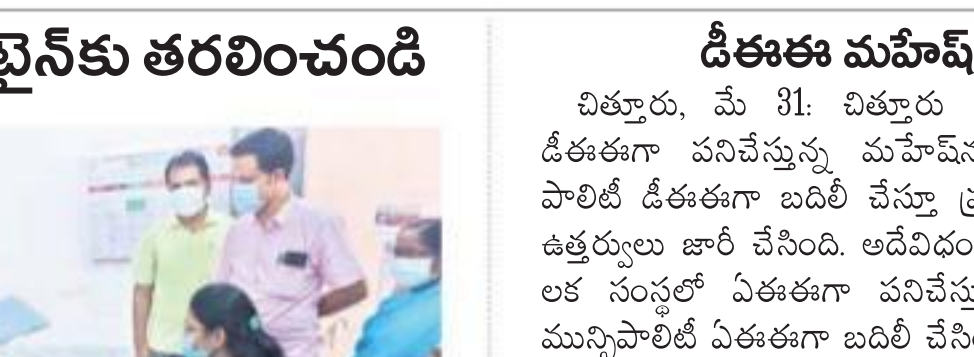 టైన్‌కు తరలించండి
డీఈఈ మహేష్
చిత్తూరు, మే 31: చిత్తూరు
డీఈఈగా పనిచేస్తున్న మహేష్‌న
పాలిటీ డీఈఈగా బదిలీ చేస్తూ
ఉత్తర్వులు జారీ చేసింది. అదేవిధం
లక సంస్థలో ఏఈఈగా పనిచేస్తు
మున్సిపాలిటీ ఏఈఈగా బదిలీ చేసి